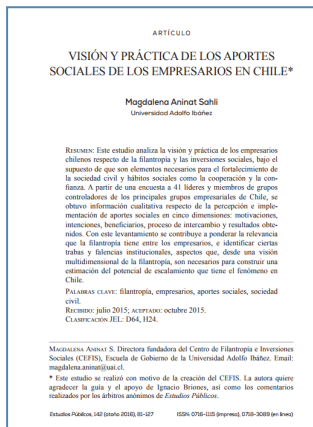 ARTÍCULO
VISIÓN Y PRÁCTICA DE LOS APORTES
SOCIALES DE LOS EMPRESARIOS EN CHILE*
Magdalena Aninat Sahli
Universidad Adolfo Ibáñez
RESUMEN: Este estudio analiza la visión y práctica de los empresarios
chilenos respecto de la filantropía y las inversiones sociales, bajo el
supuesto de que son elementos necesarios para el fortalecimiento de
la sociedad civil y hábitos sociales como la cooperación y la con-
fianza. A partir de una encuesta a 41 líderes y miembros de grupos
controladores de los principales grupos empresariales de Chile, se
obtuvo información cualitativa respecto de la percepción e imple-
mentación de aportes sociales en cinco dimensiones: motivaciones,
intenciones, beneficiarios, proceso de intercambio y resultados obte-
nidos. Con este levantamiento se contribuye a ponderar la relevancia
que la filantropía tiene entre los empresarios, e identificar ciertas
trabas y falencias institucionales, aspectos que, desde una visión
multidimensional de la filantropía, son necesarios para construir una
estimación del potencial de escalamiento que tiene el fenómeno en
Chile.
PALABRAS CLAVE: filantropía, empresarios, aportes sociales, sociedad
civil.
RECIBIDO: julio 2015; ACEPTADO: octubre 2015.
CLASIFICACIÓN JEL: D64, H24.
MAGDALENA ANINAT S. Directora fundadora del Centro de Filantropía e Inversiones
Sociales (CEFIS), Escuela de Gobierno de la Universidad Adolfo Ibáñez. Email:
magdalena.aninat@uai.cl.
* Este estudio se realizó con motivo de la creación del CEFIS. La autora quiere
agradecer la guía y el apoyo de Ignacio Briones, así como los comentarios
realizados por los árbitros anónimos de Estudios Públicos.
Estudios Públicos, 142 (otoño 2016), 81-127 ISSN: 0716-1115 (impreso), 0718-3089 (en línea)